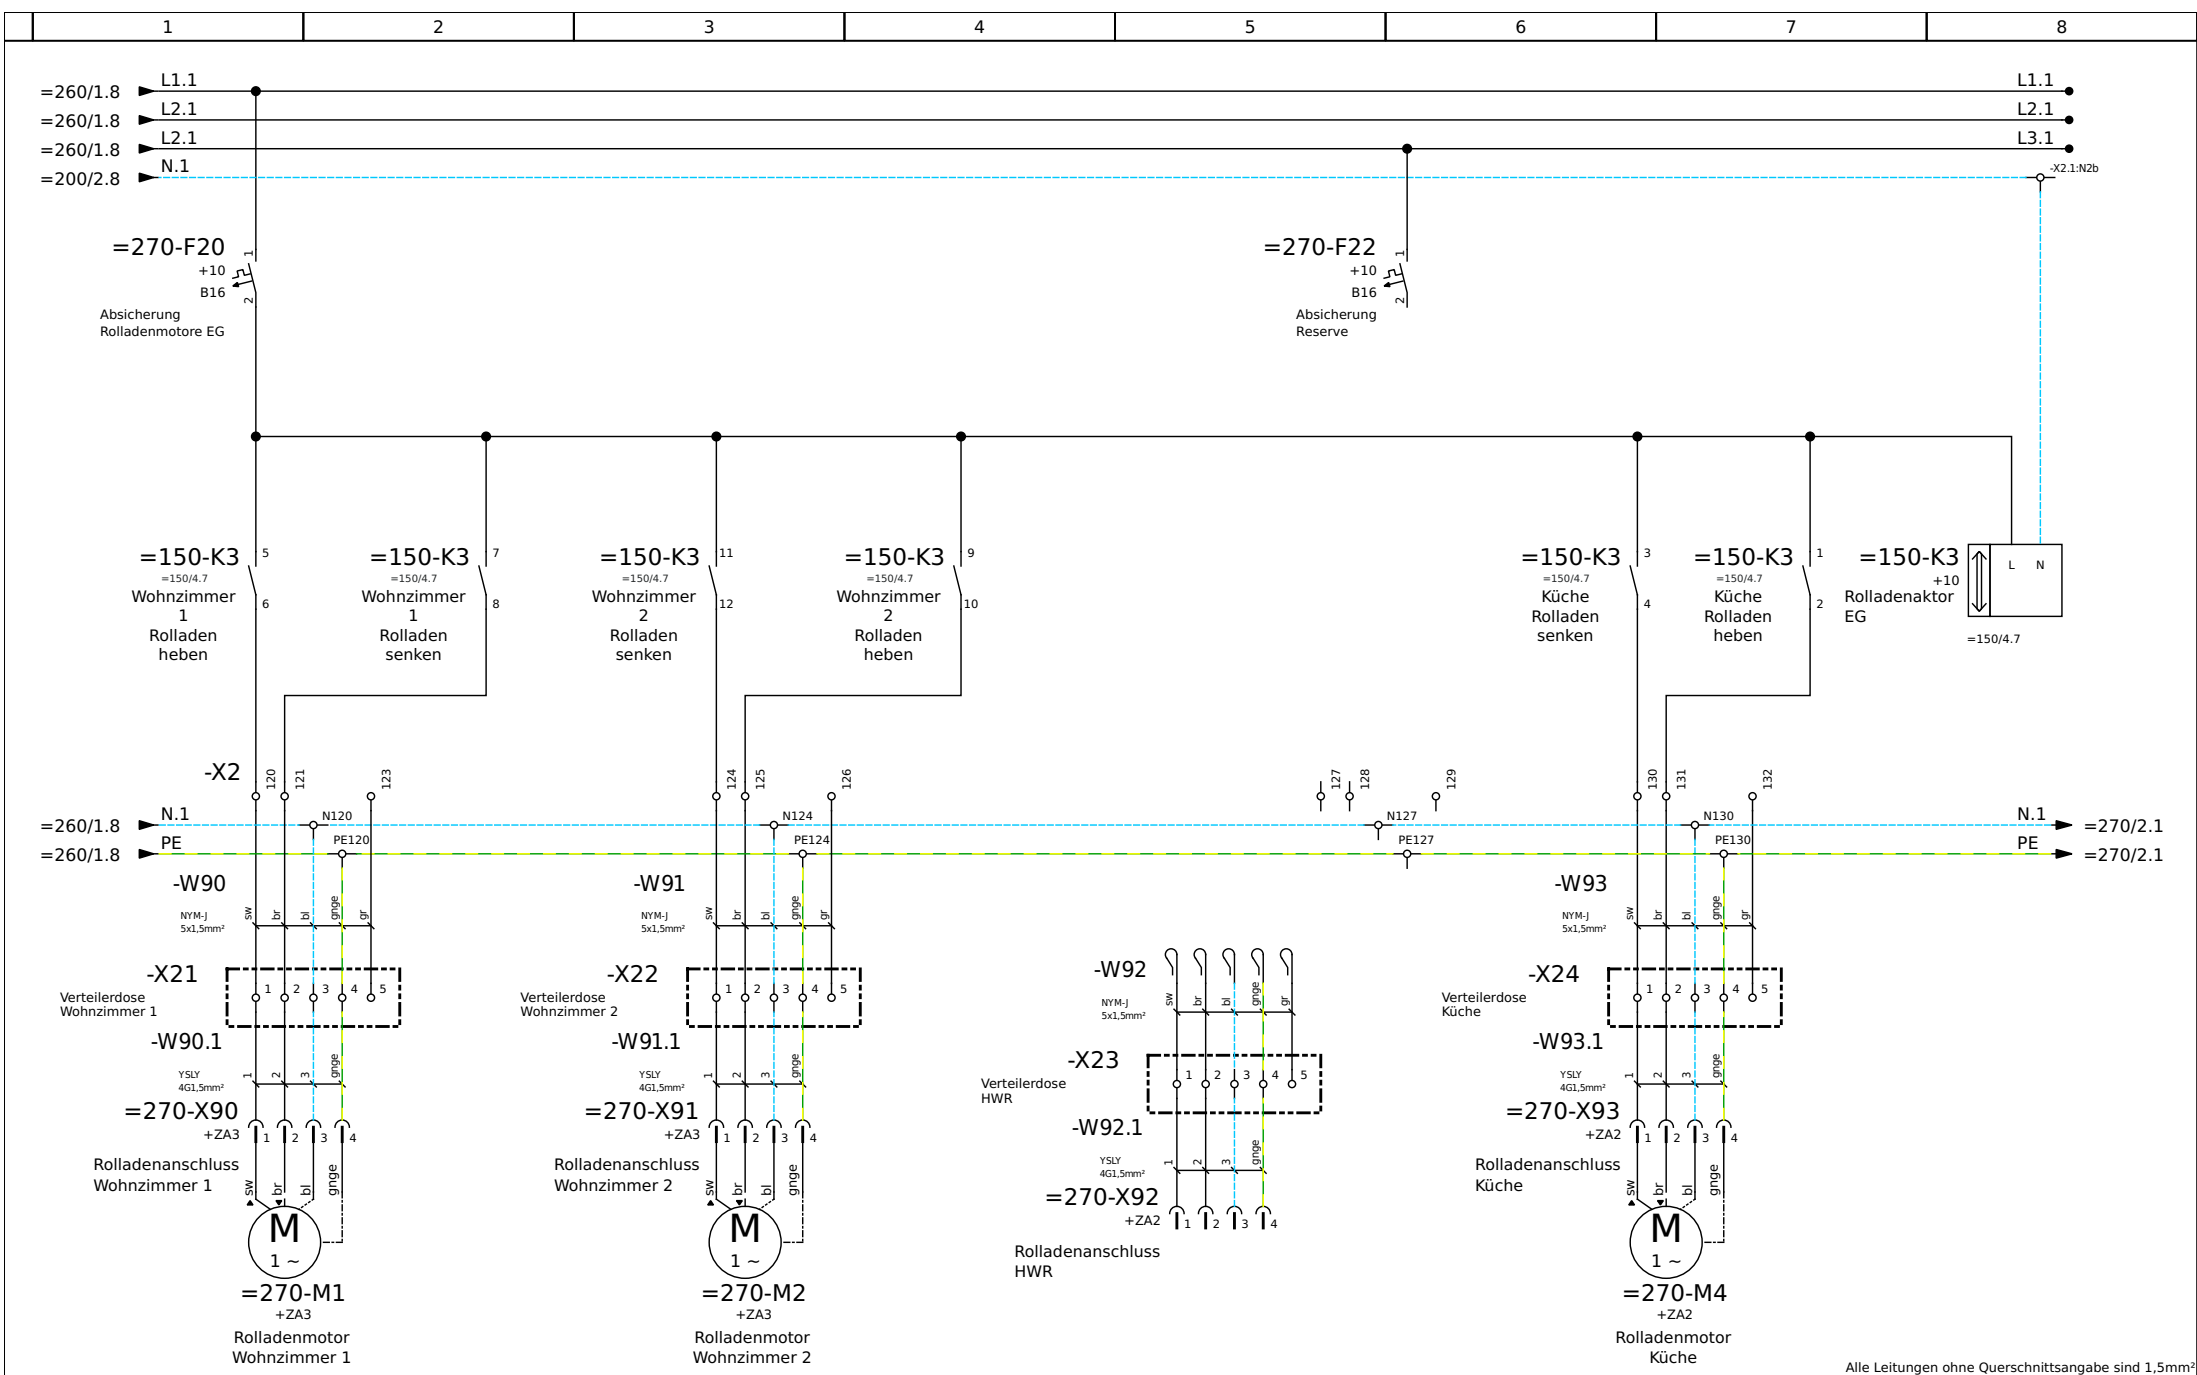 1 2 3 4 5 6 7 8
=260/1.8 L1.1 L1.1
=260/1.8 L2.1 L2.1
=260/1.8 L2.1 L3.1
=200/2.8 N.1 -X2.1:N2b
=270-F20 1 =270-F22 1
+10 +10
B16 2 B16 2
Absicherung Absicherung
Rolladenmotore EG Reserve
=150-K3 5 =150-K3 7 =150-K3 11 =150-K3 9 =150-K3 3 =150-K3 1 =150-K3 L N
=150/4.7 =150/4.7 =150/4.7 =150/4.7 =150/4.7 =150/4.7 +10
Wohnzimmer 6 Wohnzimmer 8 Wohnzimmer 12 Wohnzimmer 10 Küche 4 Küche 2 Rolladenaktor
1 1 2 2 Rolladen Rolladen EG
Rolladen Rolladen Rolladen Rolladen senken heben =150/4.7
heben senken senken heben
-X2 120 121 123 124 125 126 127 128 129 130 131 132
=260/1.8 N.1 N120 N124 N127 N130 N.1 =270/2.1
=260/1.8 PE PE120 PE124 PE127 PE130 PE =270/2.1
-W90 -W91 -W93
NYM-J sw br bl gnge gr NYM-J sw br bl gnge gr NYM-J sw br bl gnge gr
5x1,5mm² 5x1,5mm² 5x1,5mm²
-W92
NYM-J sw br bl gnge gr
5x1,5mm²
-X21 1 2 3 4 5 -X22 1 2 3 4 5 -X24 1 2 3 4 5
Verteilerdose Verteilerdose Verteilerdose
Wohnzimmer 1 Wohnzimmer 2 Küche
-W90.1 -W91.1 -W93.1
-X23 1 2 3 4 5
Verteilerdose
HWR
YSLY 1 2 3 gnge YSLY 1 2 3 gnge YSLY 1 2 3 gnge
4G1,5mm² 4G1,5mm² 4G1,5mm²
=270-X90 =270-X91 =270-X93
+ZA3 1 2 3 4 +ZA3 1 2 3 4 +ZA2 1 2 3 4
-W92.1
YSLY 1 2 3 gnge
4G1,5mm²
Rolladenanschluss Rolladenanschluss Rolladenanschluss
Wohnzimmer 1 Wohnzimmer 2 Küche
sw br bl gnge sw br bl gnge sw br bl gnge
=270-X92
+ZA2 1 2 3 4
Rolladenanschluss
HWR
M M M
1 ~ 1 ~ 1 ~
=270-M1 =270-M2 =270-M4
+ZA3 +ZA3 +ZA2
Rolladenmotor Rolladenmotor Rolladenmotor
Wohnzimmer 1 Wohnzimmer 2 Küche
Alle Leitungen ohne Querschnittsangabe sind 1,5mm²